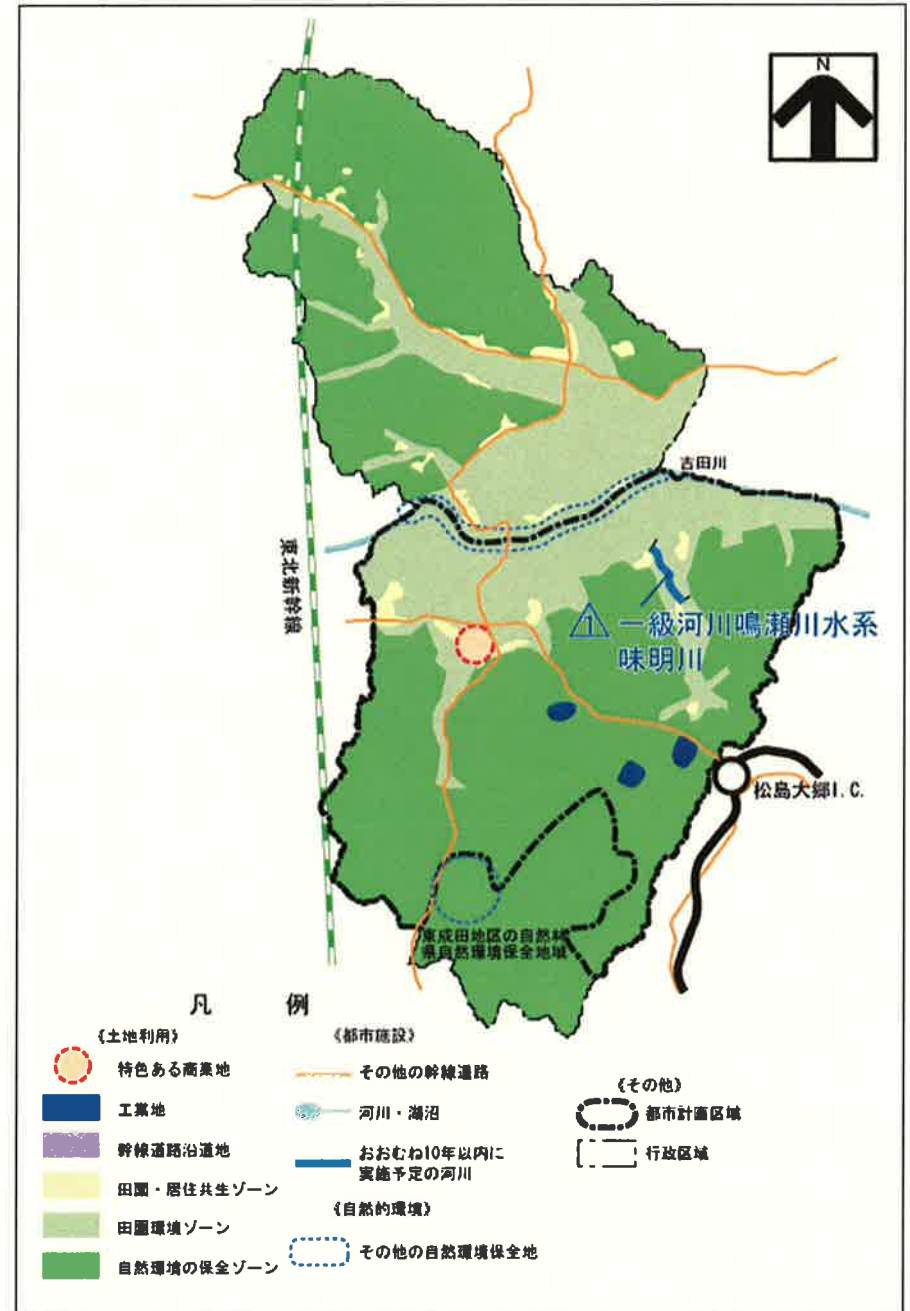 N
吉田川
東北新幹線
1 一級河川鳴瀬川水系
味明川
松島大郷I.C.
東成田地区の自然林
県自然環境保全地域
凡 例
《土地利用》
特色ある商業地
工業地
幹線道路沿道地
田園・居住共生ゾーン
田園環境ゾーン
自然環境の保全ゾーン
《都市施設》
その他の幹線道路
河川・湖沼
おおむね10年以内に
実施予定の河川
《自然的環境》
その他の自然環境保全地
《その他》
都市計画区域
行政区域